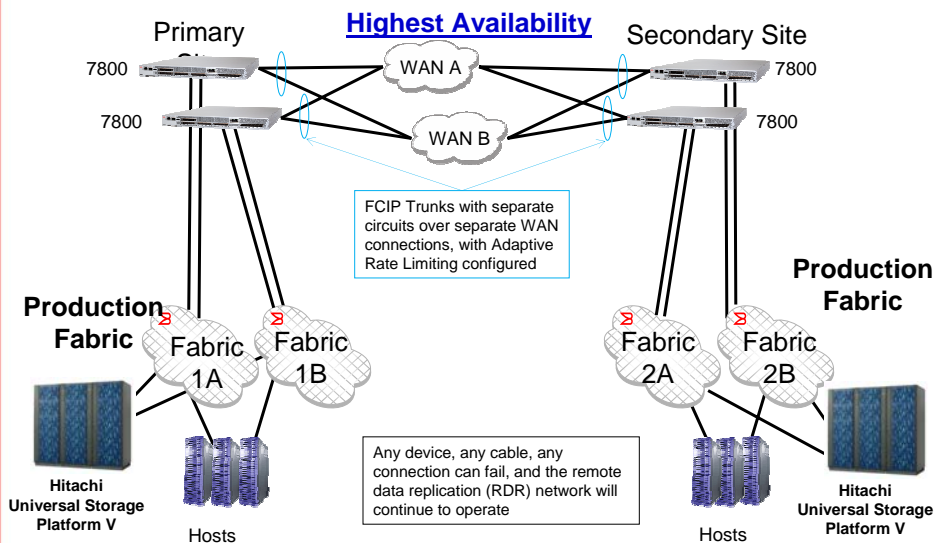 Highest Availability
Primary
Secondary Site
7800
WAN A
7800
7800
WAN B
7800
FCIP Trunks with separate
circuits over separate WAN
connections, with Adaptive
Rate Limiting configured
Production
Fabric
Production
Fabric
Fabric
1A
Fabric
1B
Fabric
2A
Fabric
2B
Any device, any cable, any
connection can fail, and the remote
data replication (RDR) network will
continue to operate
Hitachi
Universal Storage
Platform V
Hosts
Hosts
Hitachi
Universal Storage
Platform V